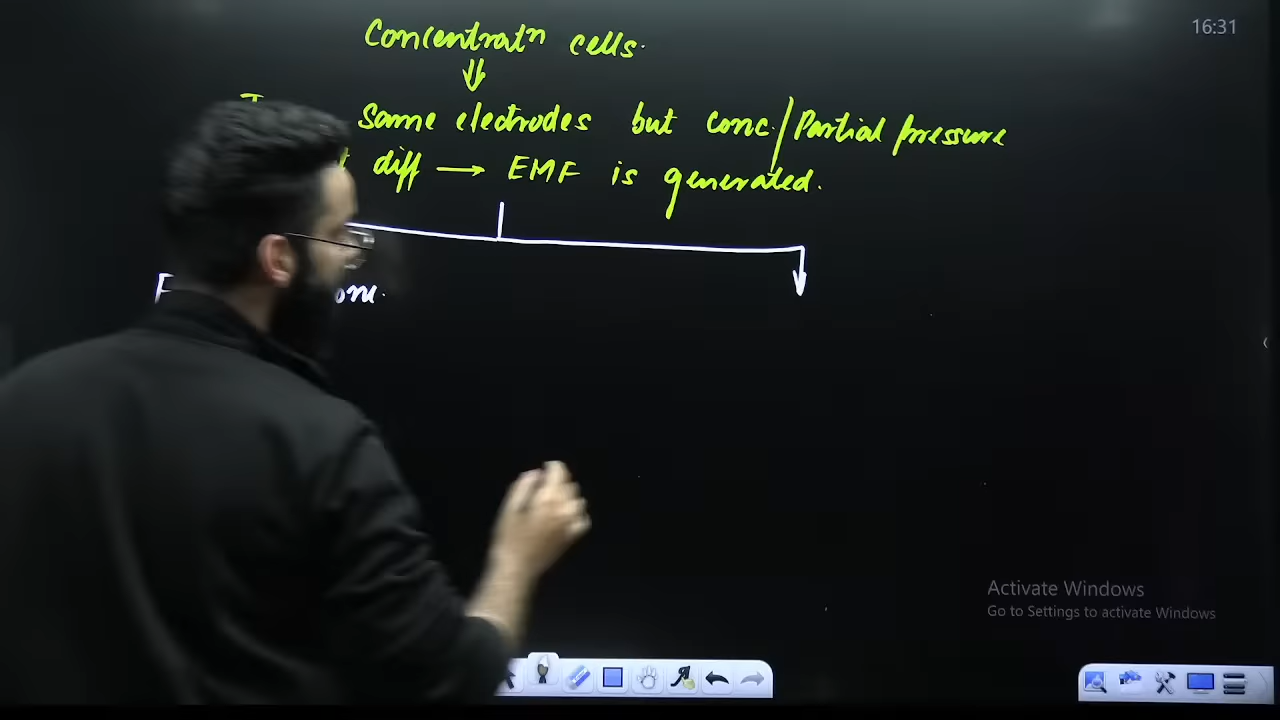 16:31
Concentratⁿ cells.
Same electrodes but conc./Partial pressure
diff → EMF is generated.
Activate Windows
Go to Settings to activate Windows